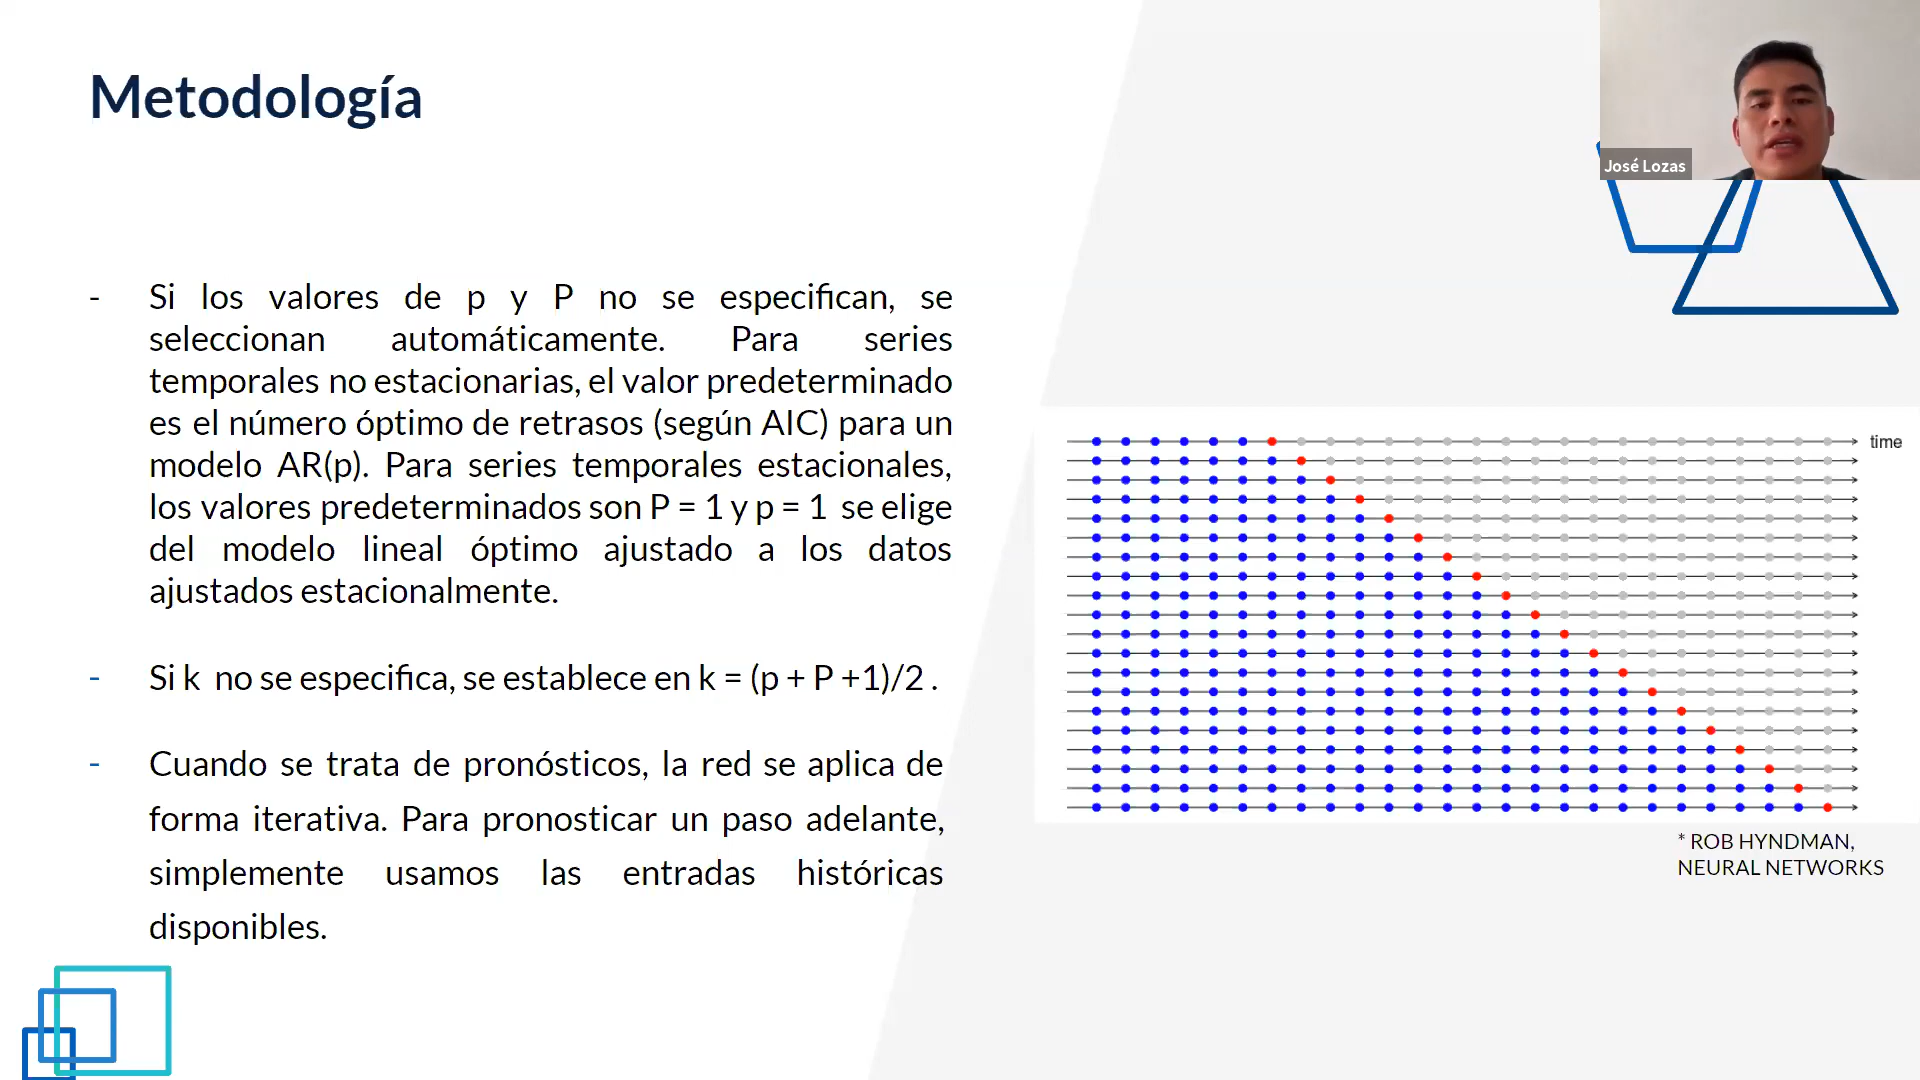 Metodología
José Lozas
- Si los valores de p y P no se especifican, se
seleccionan automáticamente. Para series
temporales no estacionarias, el valor predeterminado
es el número óptimo de retrasos (según AIC) para un
modelo AR(p). Para series temporales estacionales,
los valores predeterminados son P = 1 y p = 1 se elige
del modelo lineal óptimo ajustado a los datos
ajustados estacionalmente.
- Si k no se especifica, se establece en k = (p + P +1)/2 .
- Cuando se trata de pronósticos, la red se aplica de
forma iterativa. Para pronosticar un paso adelante,
simplemente usamos las entradas históricas
disponibles.
time
* ROB HYNDMAN,
NEURAL NETWORKS